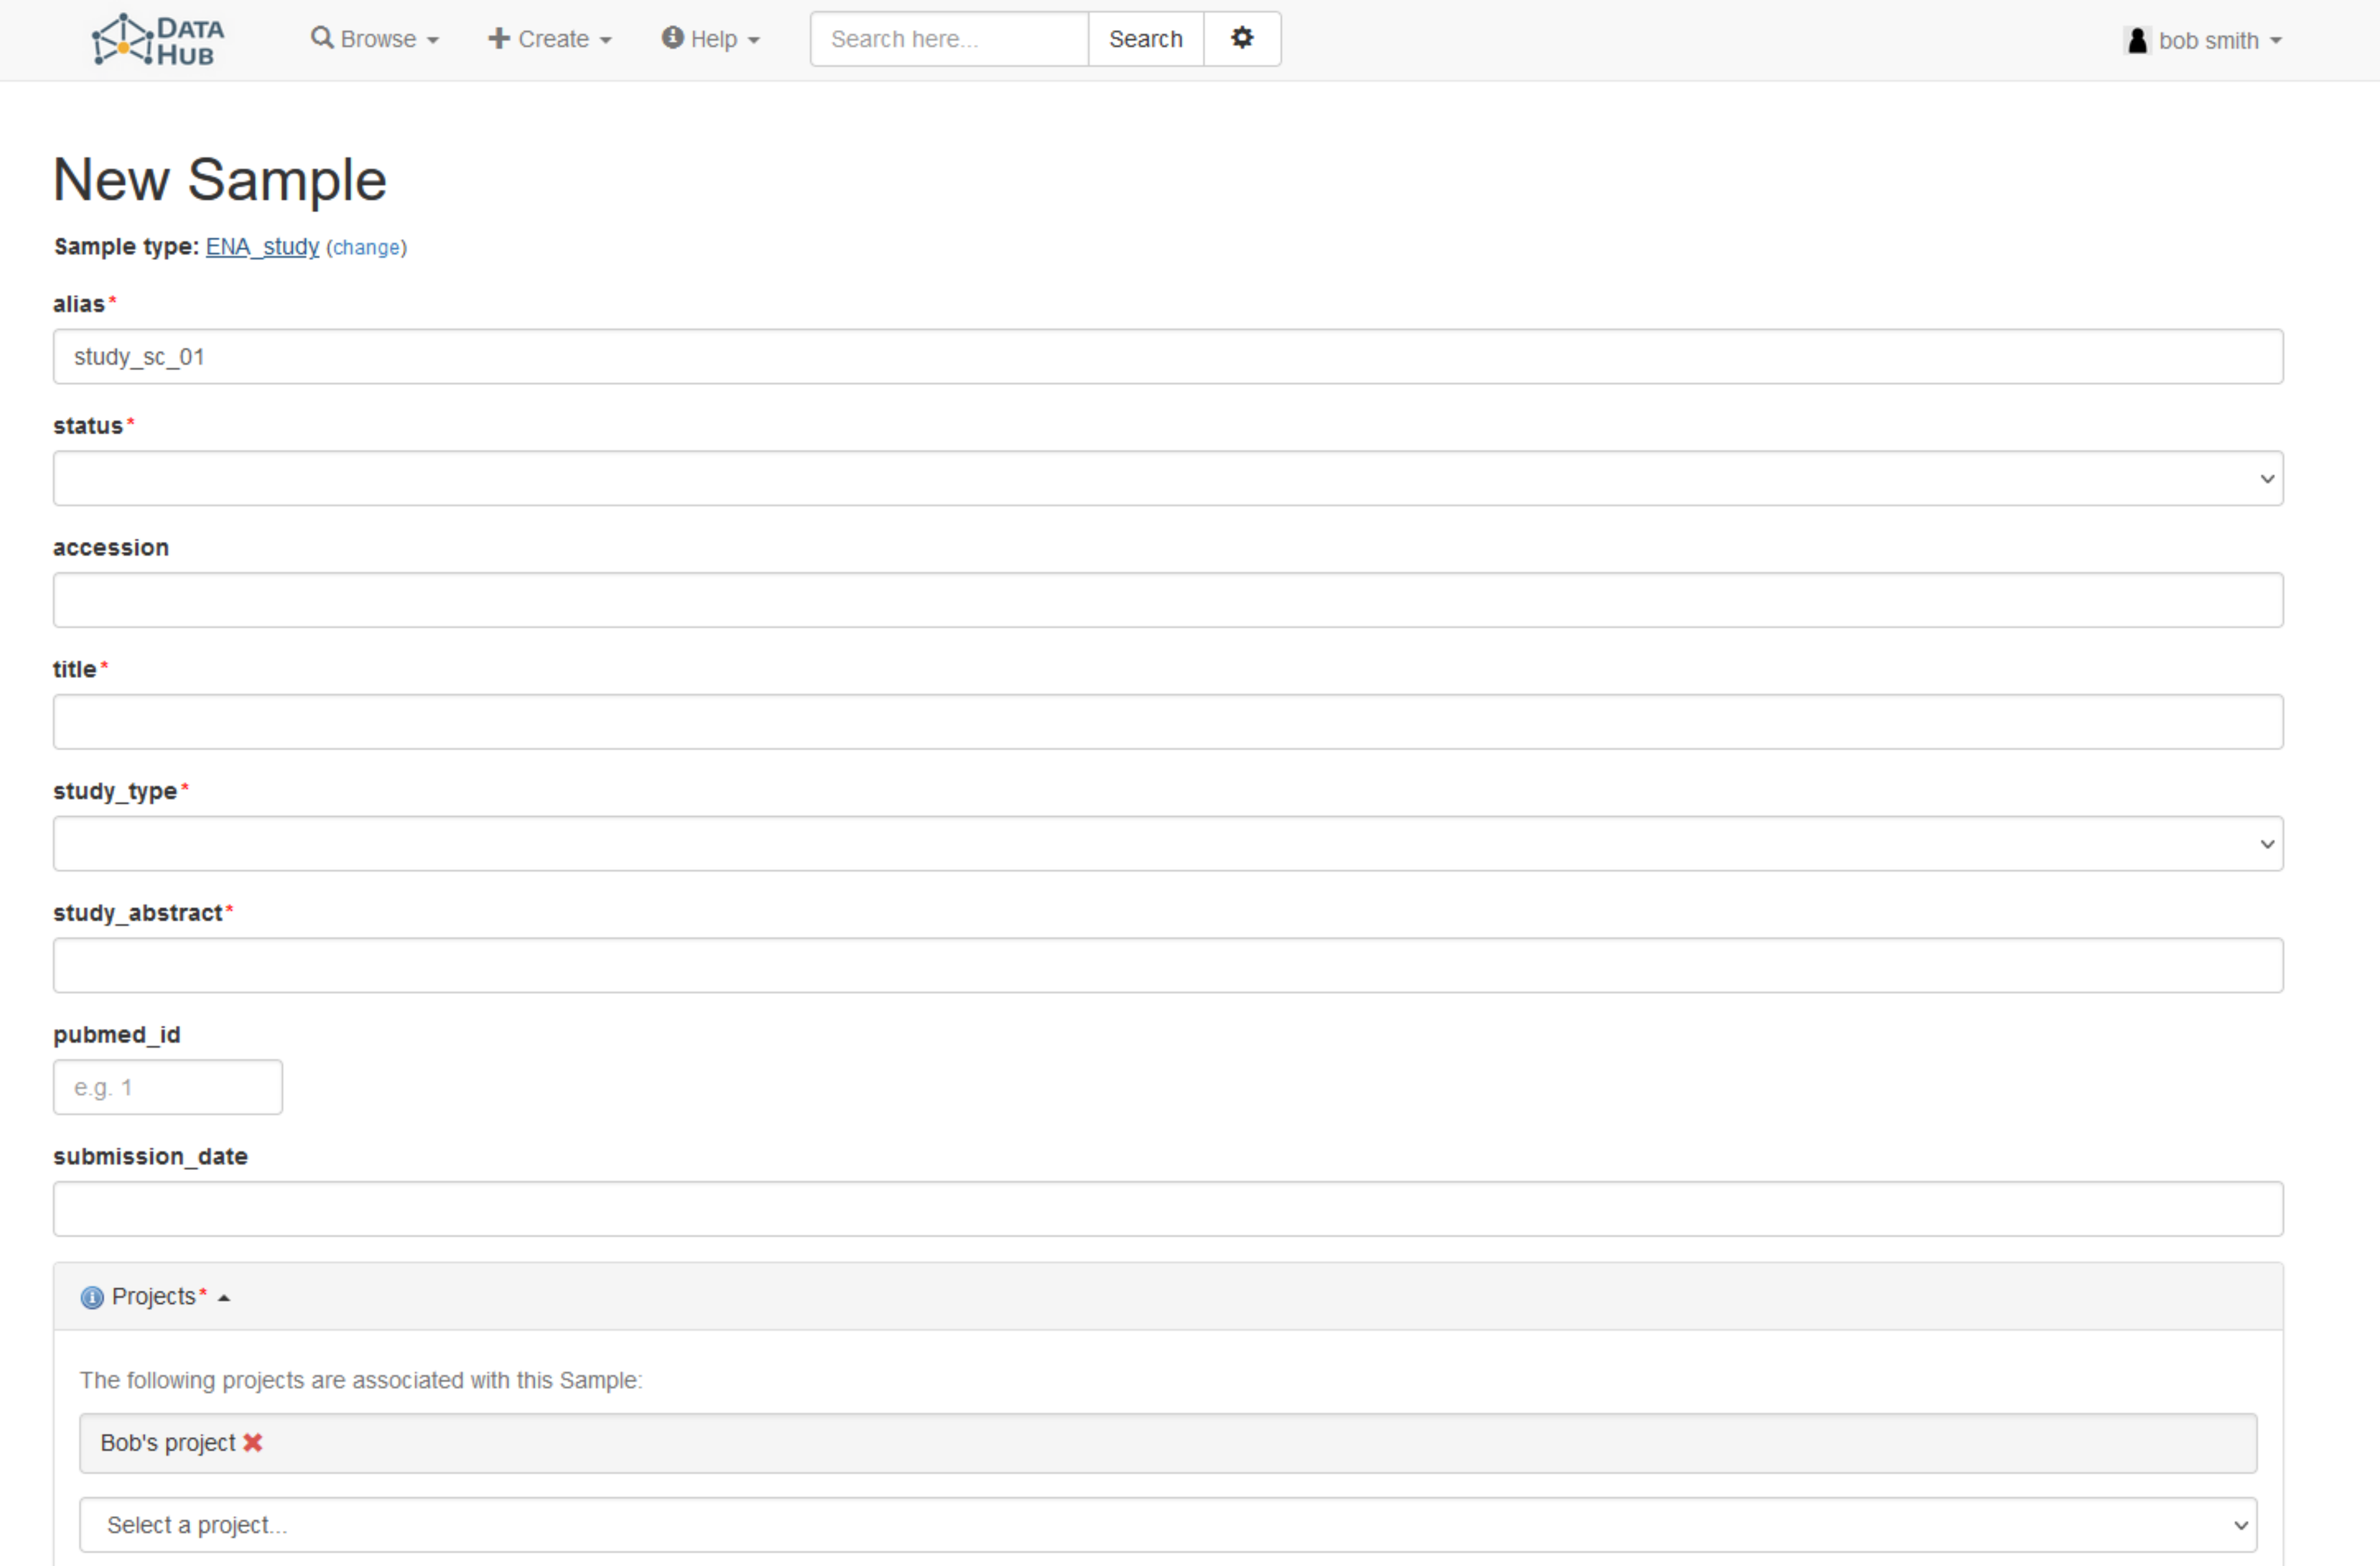 DATA HUB Browse Create Help Search here... Search bob smith
New Sample
Sample type: ENA_study (change)
alias*
study_sc_01
status*
accession
title*
study_type*
study_abstract*
pubmed_id
e.g. 1
submission_date
Projects*
The following projects are associated with this Sample:
Bob's project
Select a project...